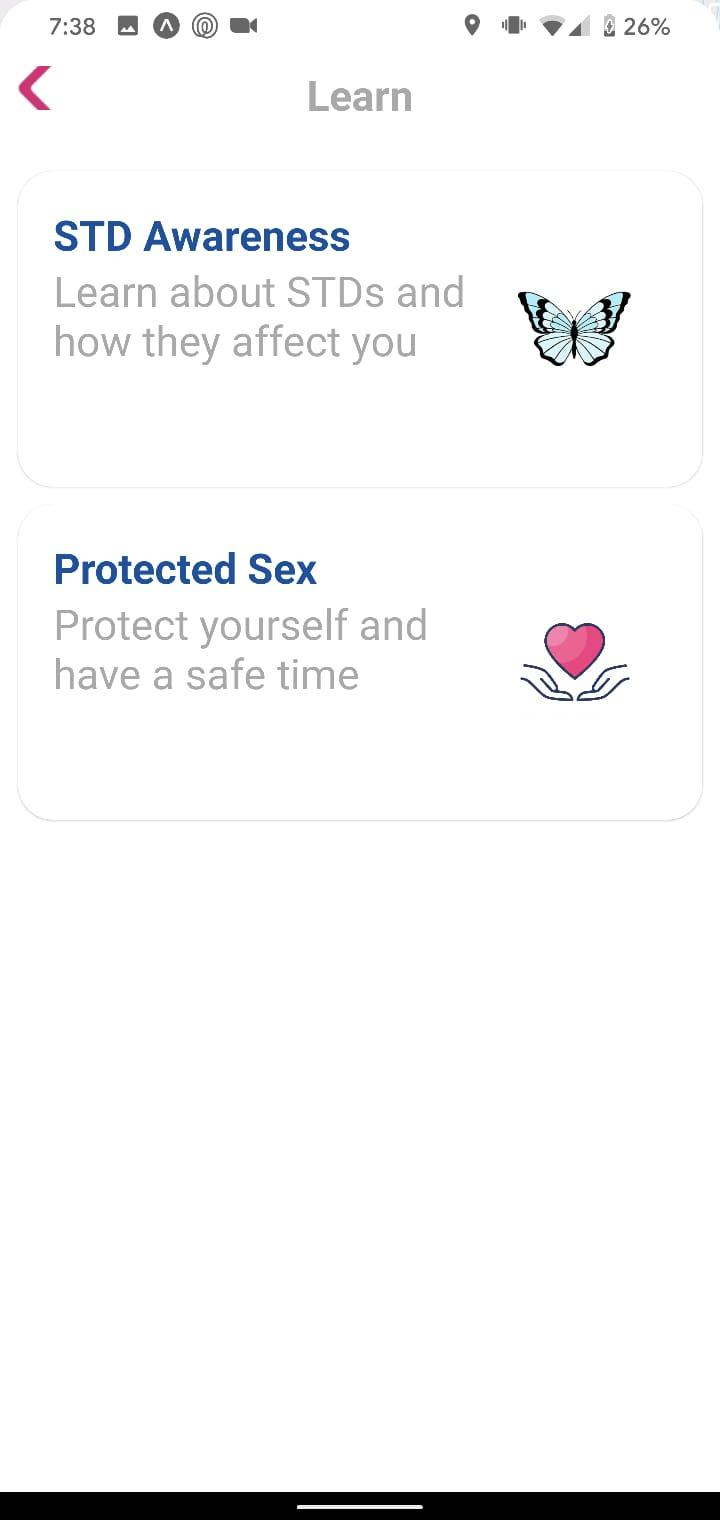 7:38 26%
Learn
STD Awareness
Learn about STDs and
how they affect you
Protected Sex
Protect yourself and
have a safe time